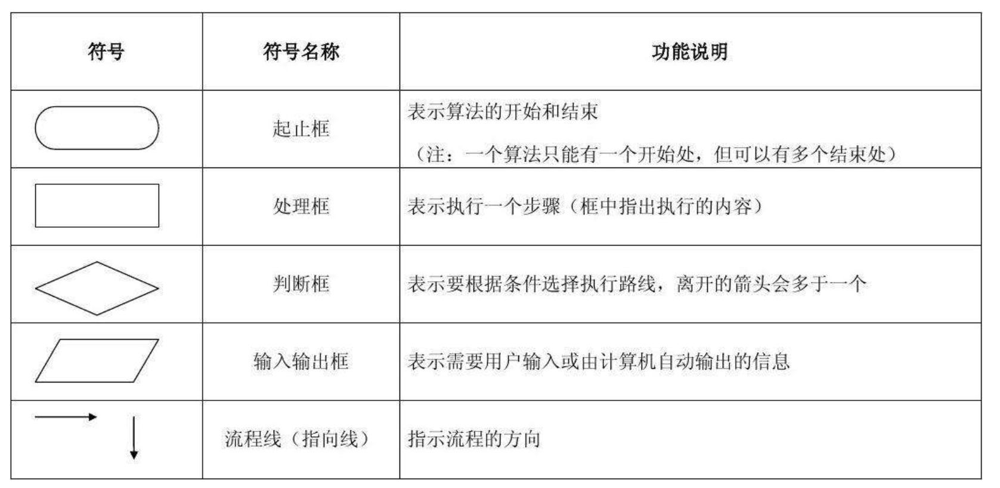 符号 符号名称 功能说明
起止框 表示算法的开始和结束
（注：一个算法只能有一个开始处，但可以有多个结束处）
处理框 表示执行一个步骤（框中指出执行的内容）
判断框 表示要根据条件选择执行路线，离开的箭头会多于一个
输入输出框 表示需要用户输入或由计算机自动输出的信息
流程线（指向线） 指示流程的方向